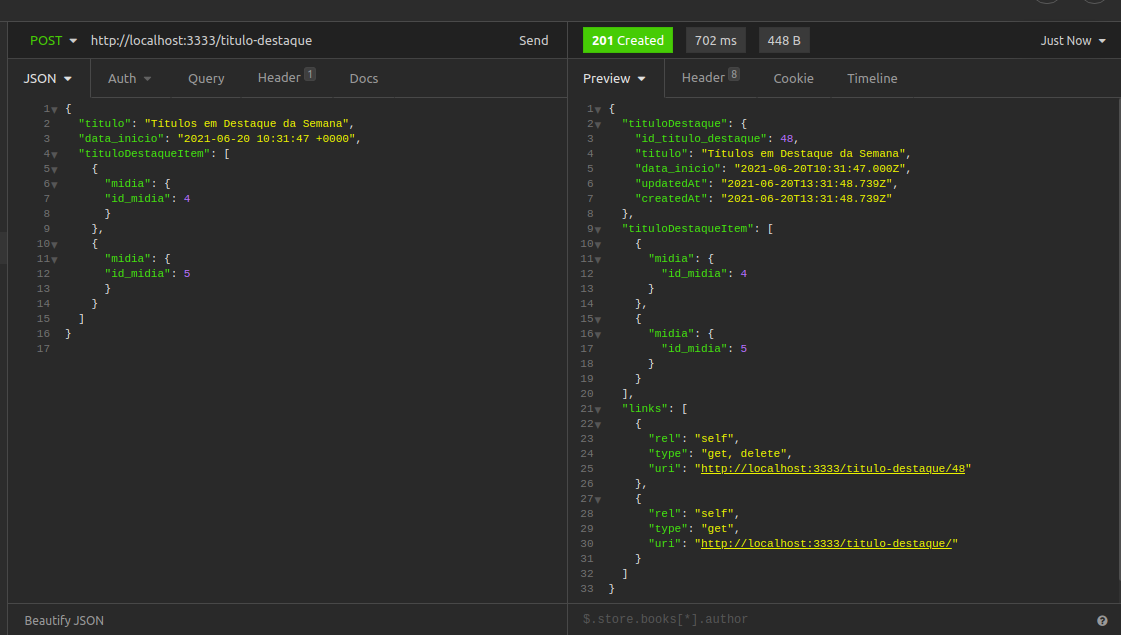 POST http://localhost:3333/titulo-destaque Send
JSON Auth Query Header 1 Docs
1 {
2 "titulo": "Títulos em Destaque da Semana",
3 "data_inicio": "2021-06-20 10:31:47 +0000",
4 "tituloDestaqueItem": [
5 {
6 "midia": {
7 "id_midia": 4
8 }
9 },
10 {
11 "midia": {
12 "id_midia": 5
13 }
14 }
15 ]
16 }
17
Beautify JSON
201 Created 702 ms 448 B Just Now
Preview Header 8 Cookie Timeline
1 {
2 "tituloDestaque": {
3 "id_titulo_destaque": 48,
4 "titulo": "Títulos em Destaque da Semana",
5 "data_inicio": "2021-06-20T10:31:47.000Z",
6 "updatedAt": "2021-06-20T13:31:48.739Z",
7 "createdAt": "2021-06-20T13:31:48.739Z"
8 },
9 "tituloDestaqueItem": [
10 {
11 "midia": {
12 "id_midia": 4
13 }
14 },
15 {
16 "midia": {
17 "id_midia": 5
18 }
19 }
20 ],
21 "links": [
22 {
23 "rel": "self",
24 "type": "get, delete",
25 "uri": "http://localhost:3333/titulo-destaque/48"
26 },
27 {
28 "rel": "self",
29 "type": "get",
30 "uri": "http://localhost:3333/titulo-destaque/"
31 }
32 ]
33 }
$.store.books[*].author ?